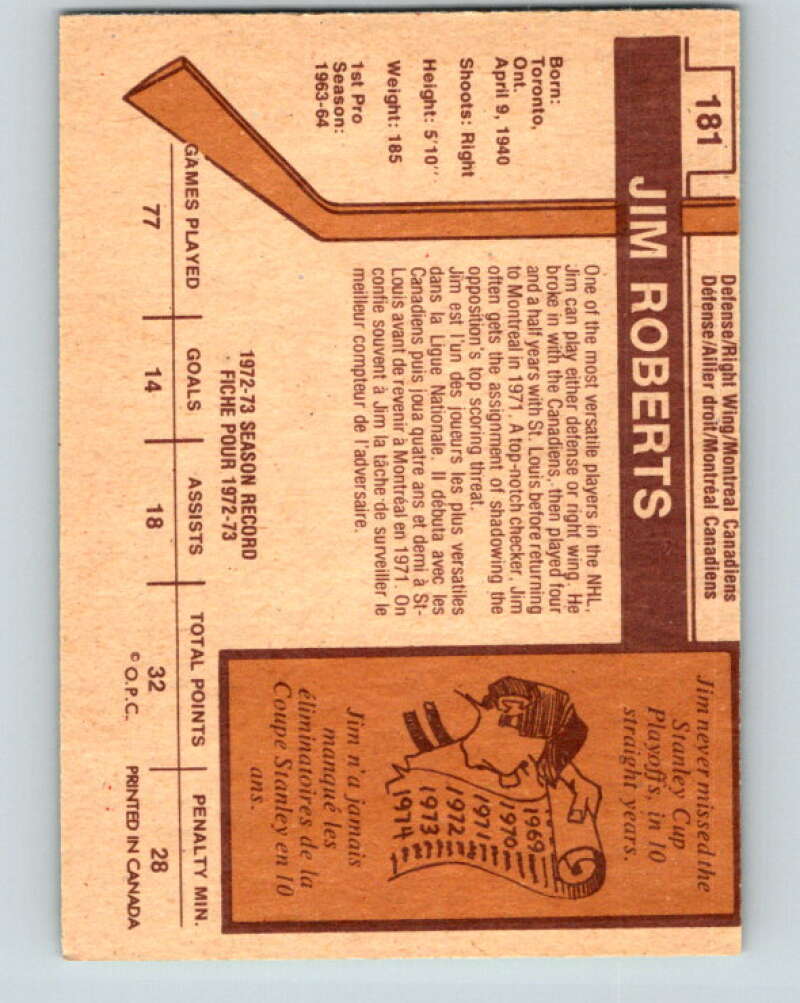 181
Defense/Right Wing/Montreal Canadiens
Défense/Ailier droit/Montréal Canadiens
JIM ROBERTS
Born:
Toronto,
Ont.
April 9, 1940
Shoots: Right
Height: 5'10''
Weight: 185
1st Pro
Season:
1963-64
One of the most versatile players in the NHL,
Jim can play either defense or right wing. He
broke in with the Canadiens, then played four
and a half years with St. Louis before returning
to Montreal in 1971. A top-notch checker, Jim
often gets the assignment of shadowing the
opposition's top scoring threat.
Jim est l'un des joueurs les plus versatiles
dans la Ligue Nationale. Il débuta avec les
Canadiens puis joua quatre ans et demi à St-
Louis avant de revenir à Montréal en 1971. On
confie souvent à Jim la tâche de surveiller le
meilleur compteur de l'adversaire.
Jim never missed the
Stanley Cup
Playoffs, in 10
straight years.
C
1969
1970
1971
1972
1973
1974
Jim n'a jamais
manqué les
éliminatoires de la
Coupe Stanley en 10
ans.
1972-73 SEASON RECORD
FICHE POUR 1972-73
GAMES PLAYED GOALS ASSISTS TOTAL POINTS PENALTY MIN.
77 14 18 32 28
© O.P.C. PRINTED IN CANADA